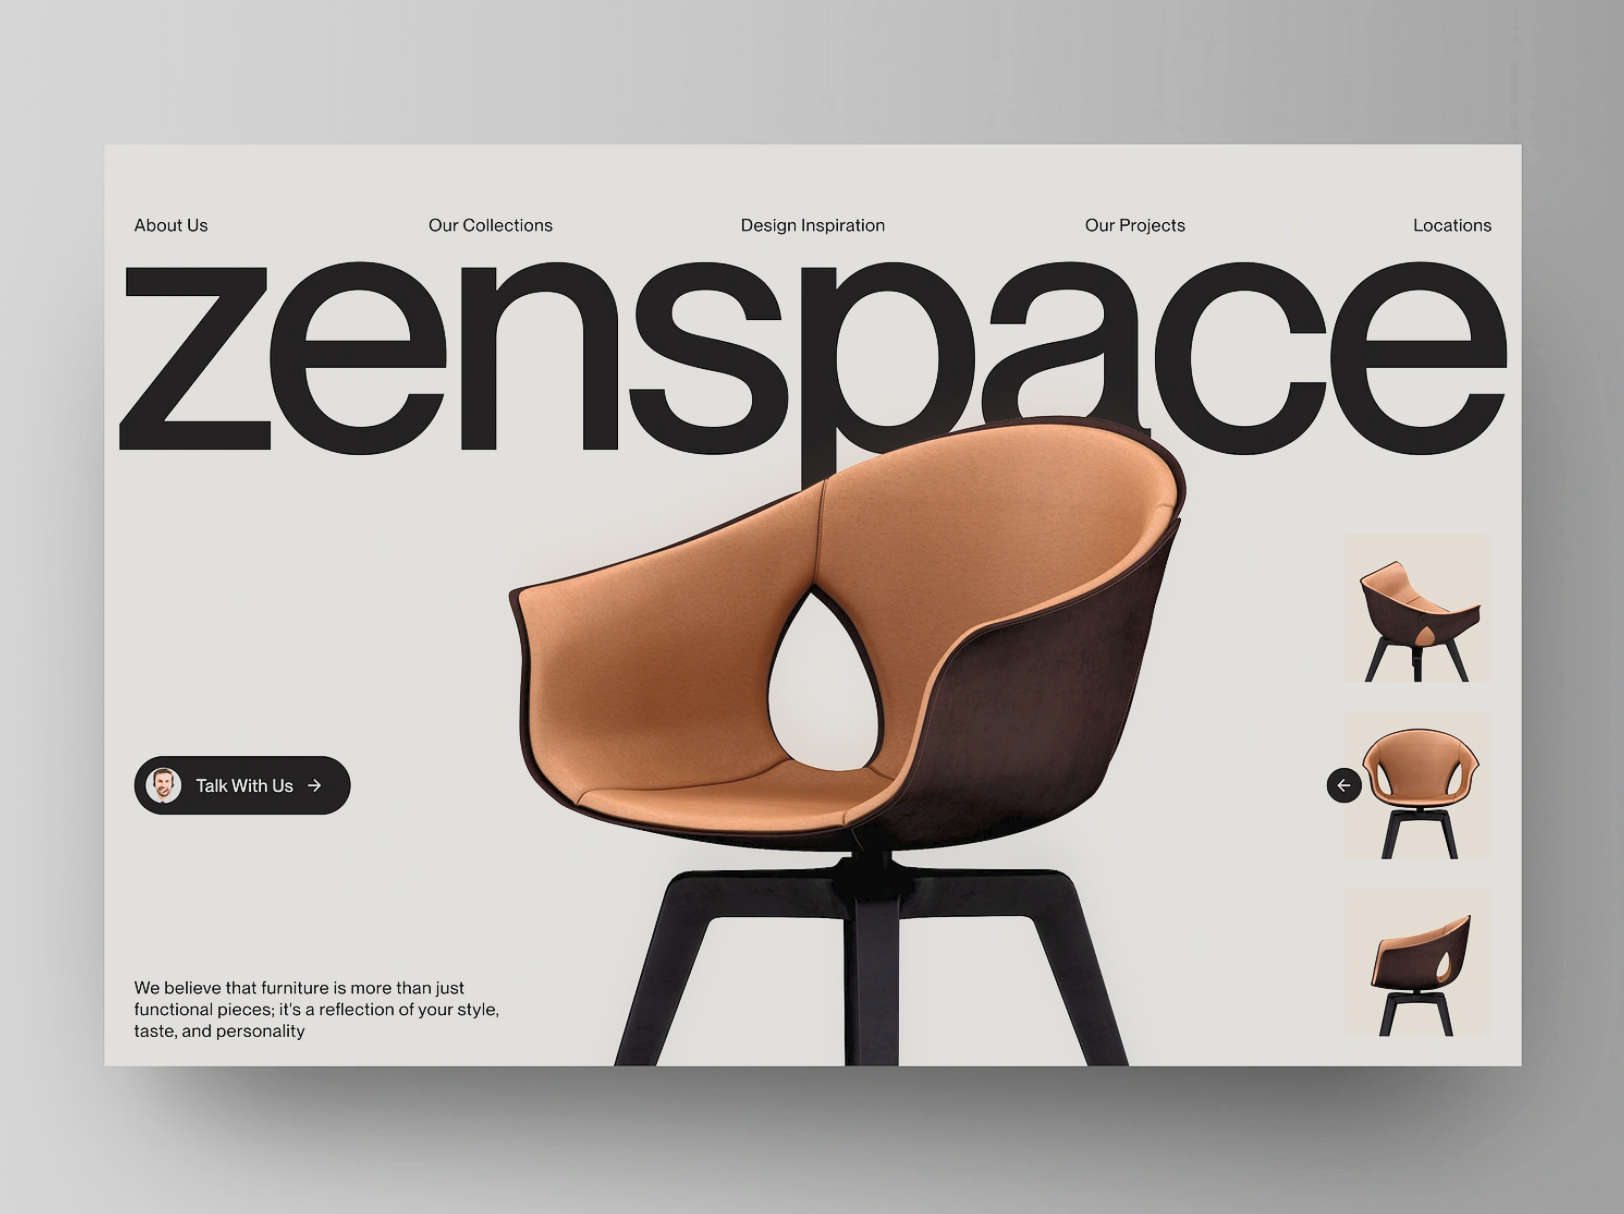 About Us
Our Collections
Design Inspiration
Our Projects
Locations
zenspace
Talk With Us
We believe that furniture is more than just
functional pieces; it's a reflection of your style,
taste, and personality